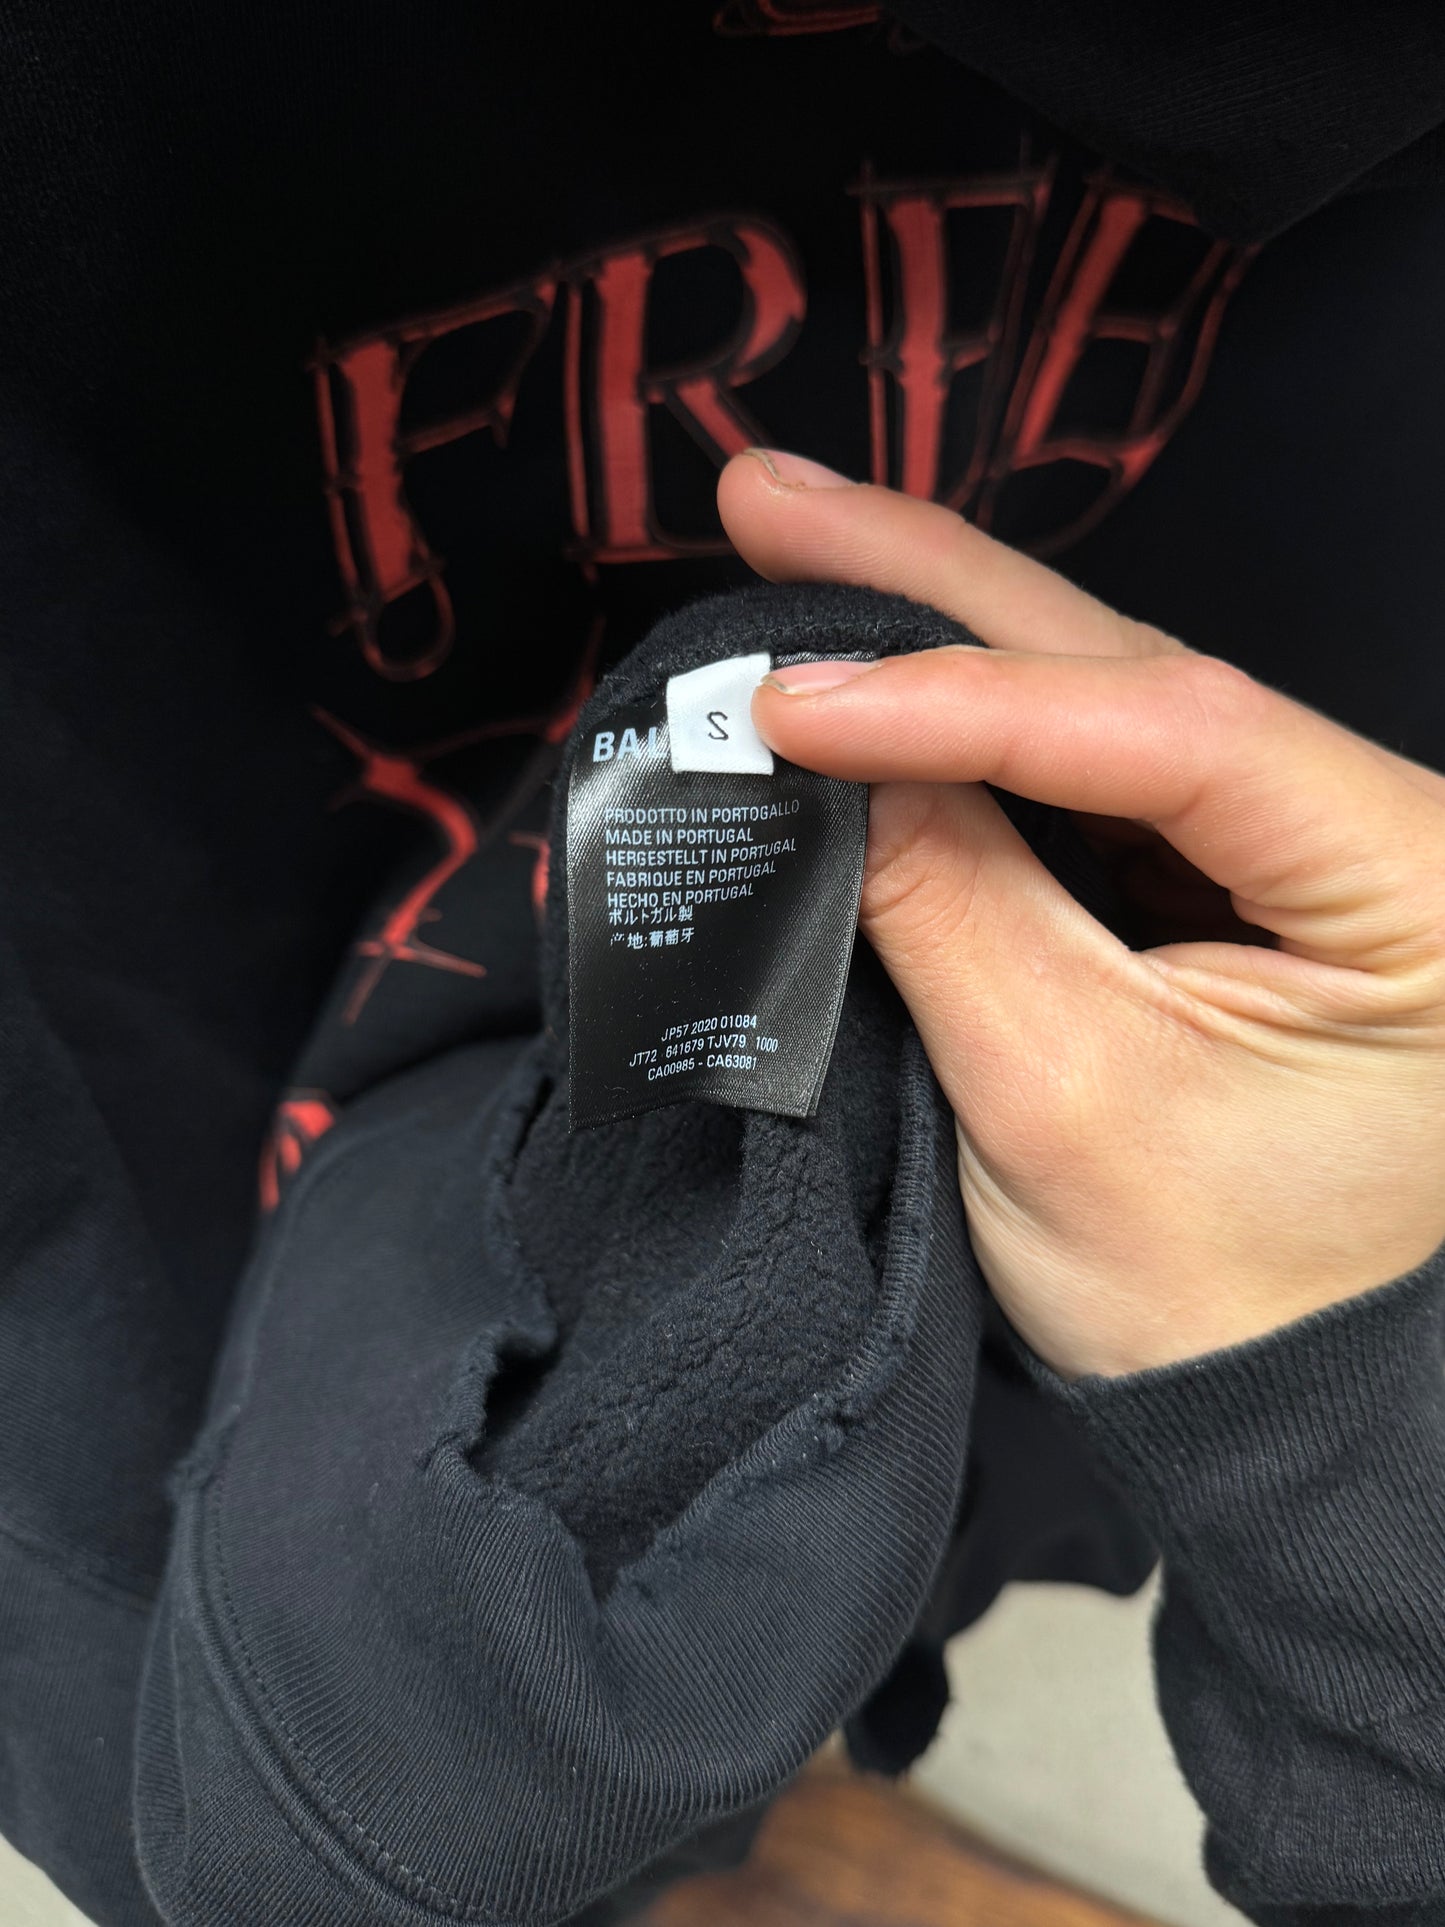 S
BAL
PRODOTTO IN PORTOGALLO
MADE IN PORTUGAL
HERGESTELLT IN PORTUGAL
FABRIQUE EN PORTUGAL
HECHO EN PORTUGAL
ポルトガル製
产地:葡萄牙
JP57 2020 01084
JT72 641679 TJV79 1000
CA00985 - CA63081